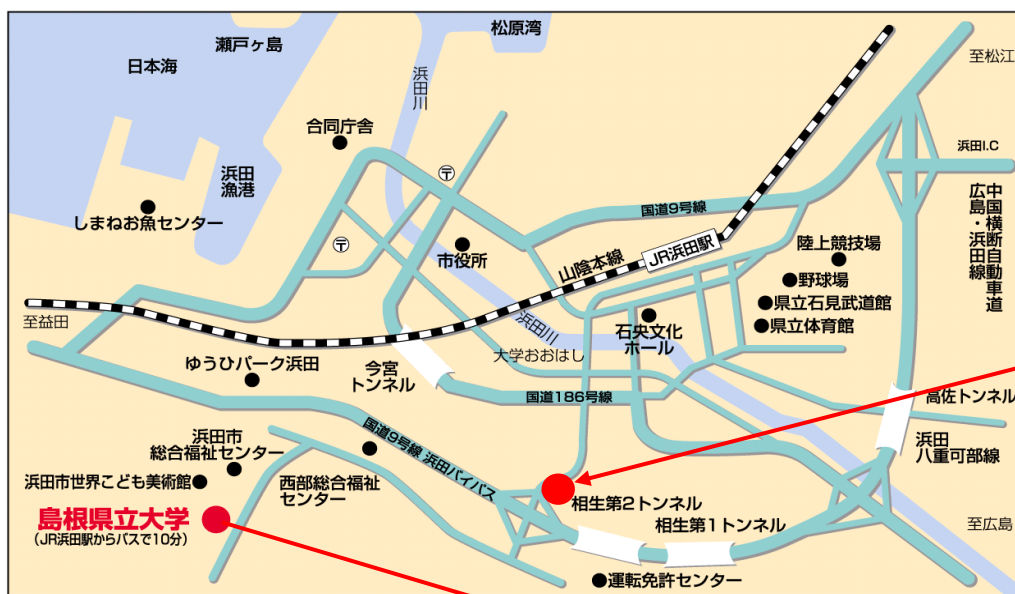 松原湾
瀬戸ヶ島
日本海
至松江
浜田川
合同庁舎
浜田I.C
浜田
漁港
〒
中国横断自動車道
広島・浜田線
国道9号線
しまねお魚センター
〒
市役所
山陰本線
JR浜田駅
陸上競技場
野球場
県立石見武道館
県立体育館
至益田
浜田川
石央文化
ホール
大学おおはし
ゆうひパーク浜田
今宮
トンネル
国道186号線
高佐トンネル
国道9号線 浜田バイパス
浜田市
総合福祉センター
浜田
八重可部線
浜田市世界こども美術館
西部総合福祉
センター
相生第2トンネル
相生第1トンネル
島根県立大学
(JR浜田駅からバスで10分)
至広島
運転免許センター